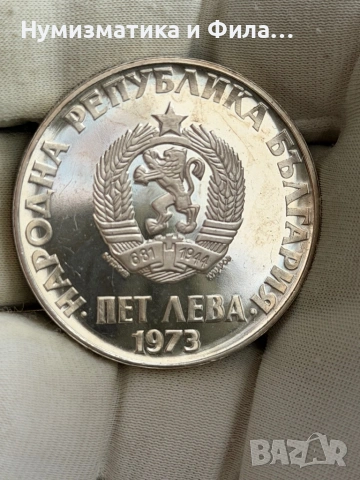 Нумизматика и Фила...
· НАРОДНА РЕПУБЛИКА БЪЛГАРИЯ ·
681 1944
ПЕТ ЛЕВА
1973
BAZAR